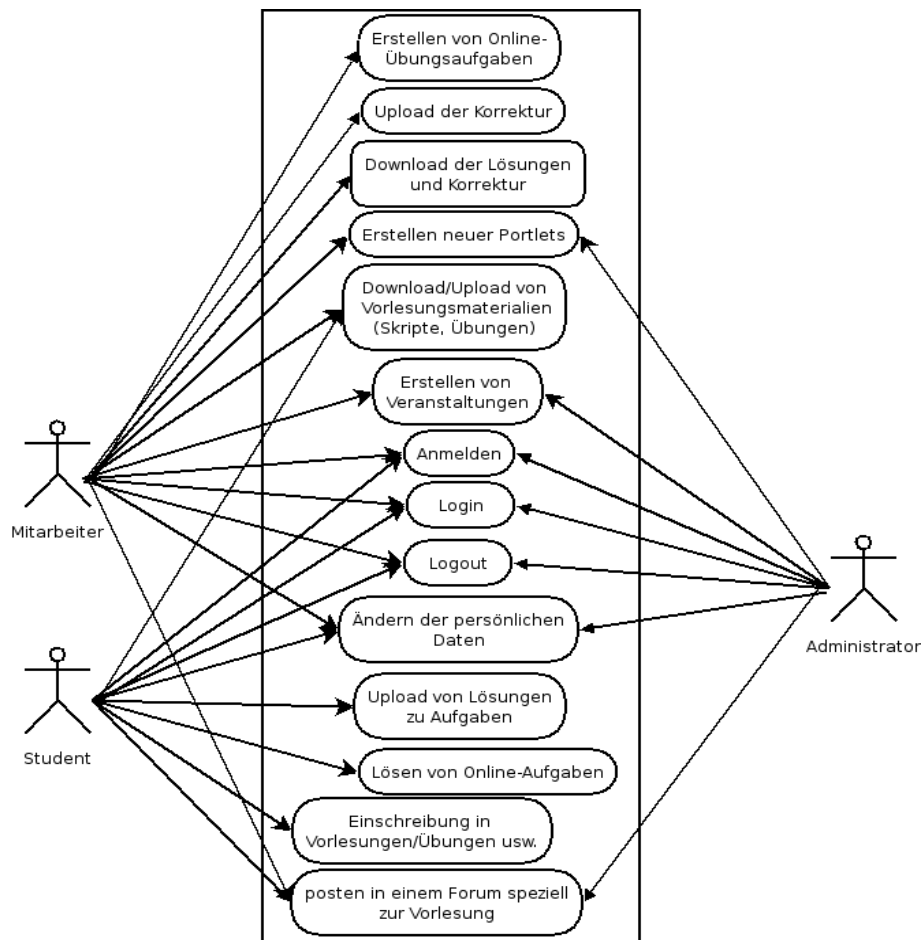 Erstellen von Online-
Übungsaufgaben
Upload der Korrektur
Download der Lösungen
und Korrektur
Erstellen neuer Portlets
Download/Upload von
Vorlesungsmaterialien
(Skripte, Übungen)
Erstellen von
Veranstaltungen
Anmelden
Login
Logout
Ändern der persönlichen
Daten
Upload von Lösungen
zu Aufgaben
Lösen von Online-Aufgaben
Einschreibung in
Vorlesungen/Übungen usw.
posten in einem Forum speziell
zur Vorlesung
Mitarbeiter
Student
Administrator